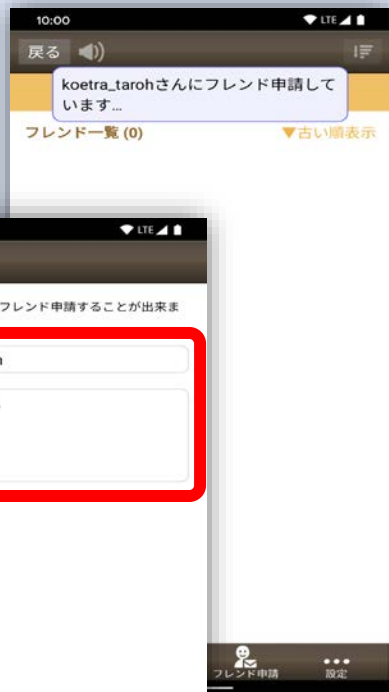 10:00
LTE
戻る
koetra_tarohさんにフレンド申請して
います…
フレンド一覧 (0)
▼古い順表示
LTE
フレンド申請することが出来ま
フレンド申請
設定